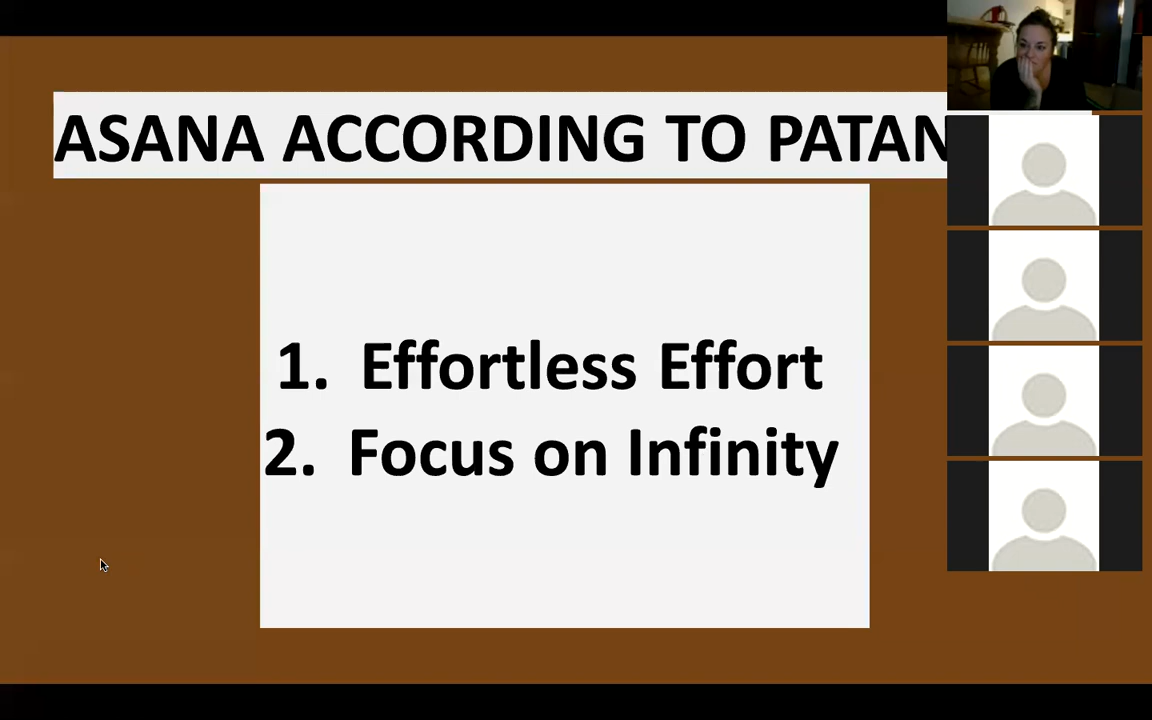 ASANA ACCORDING TO PATAN
1. Effortless Effort
2. Focus on Infinity